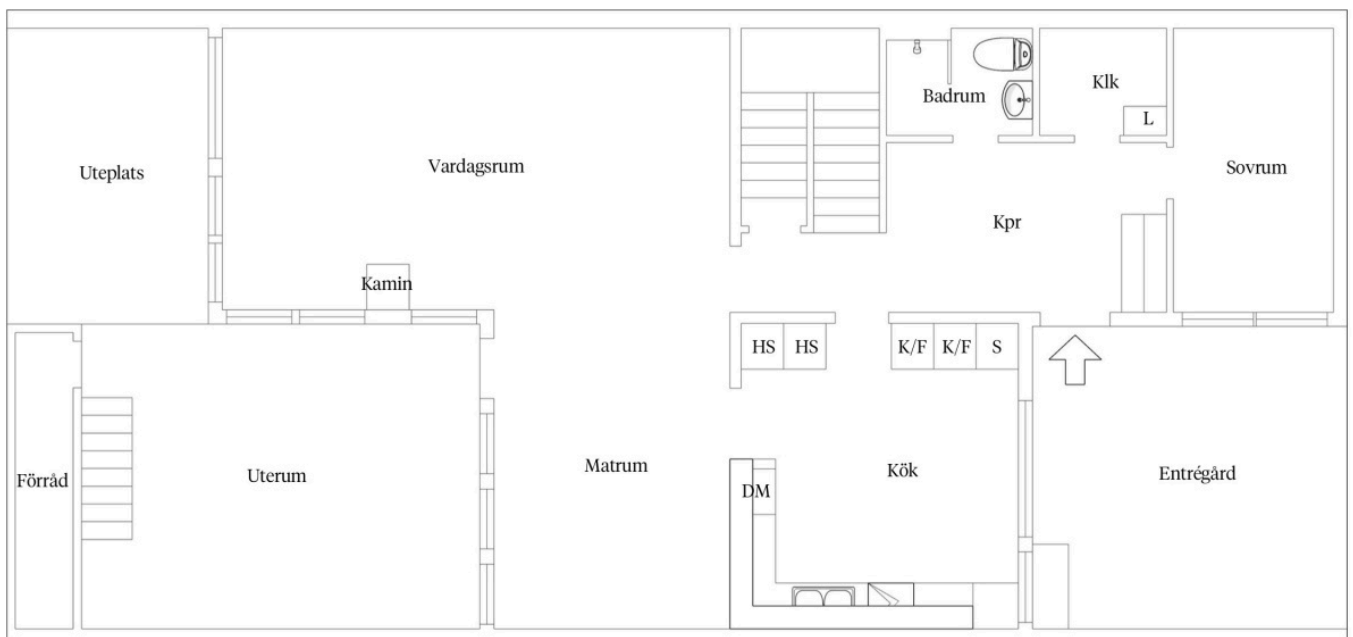 Badrum
Klk
L
Uteplats
Vardagsrum
Sovrum
Kpr
Kamin
HS
HS
K/F
K/F
S
Förråd
Uterum
Matrum
DM
Kök
Entrégård